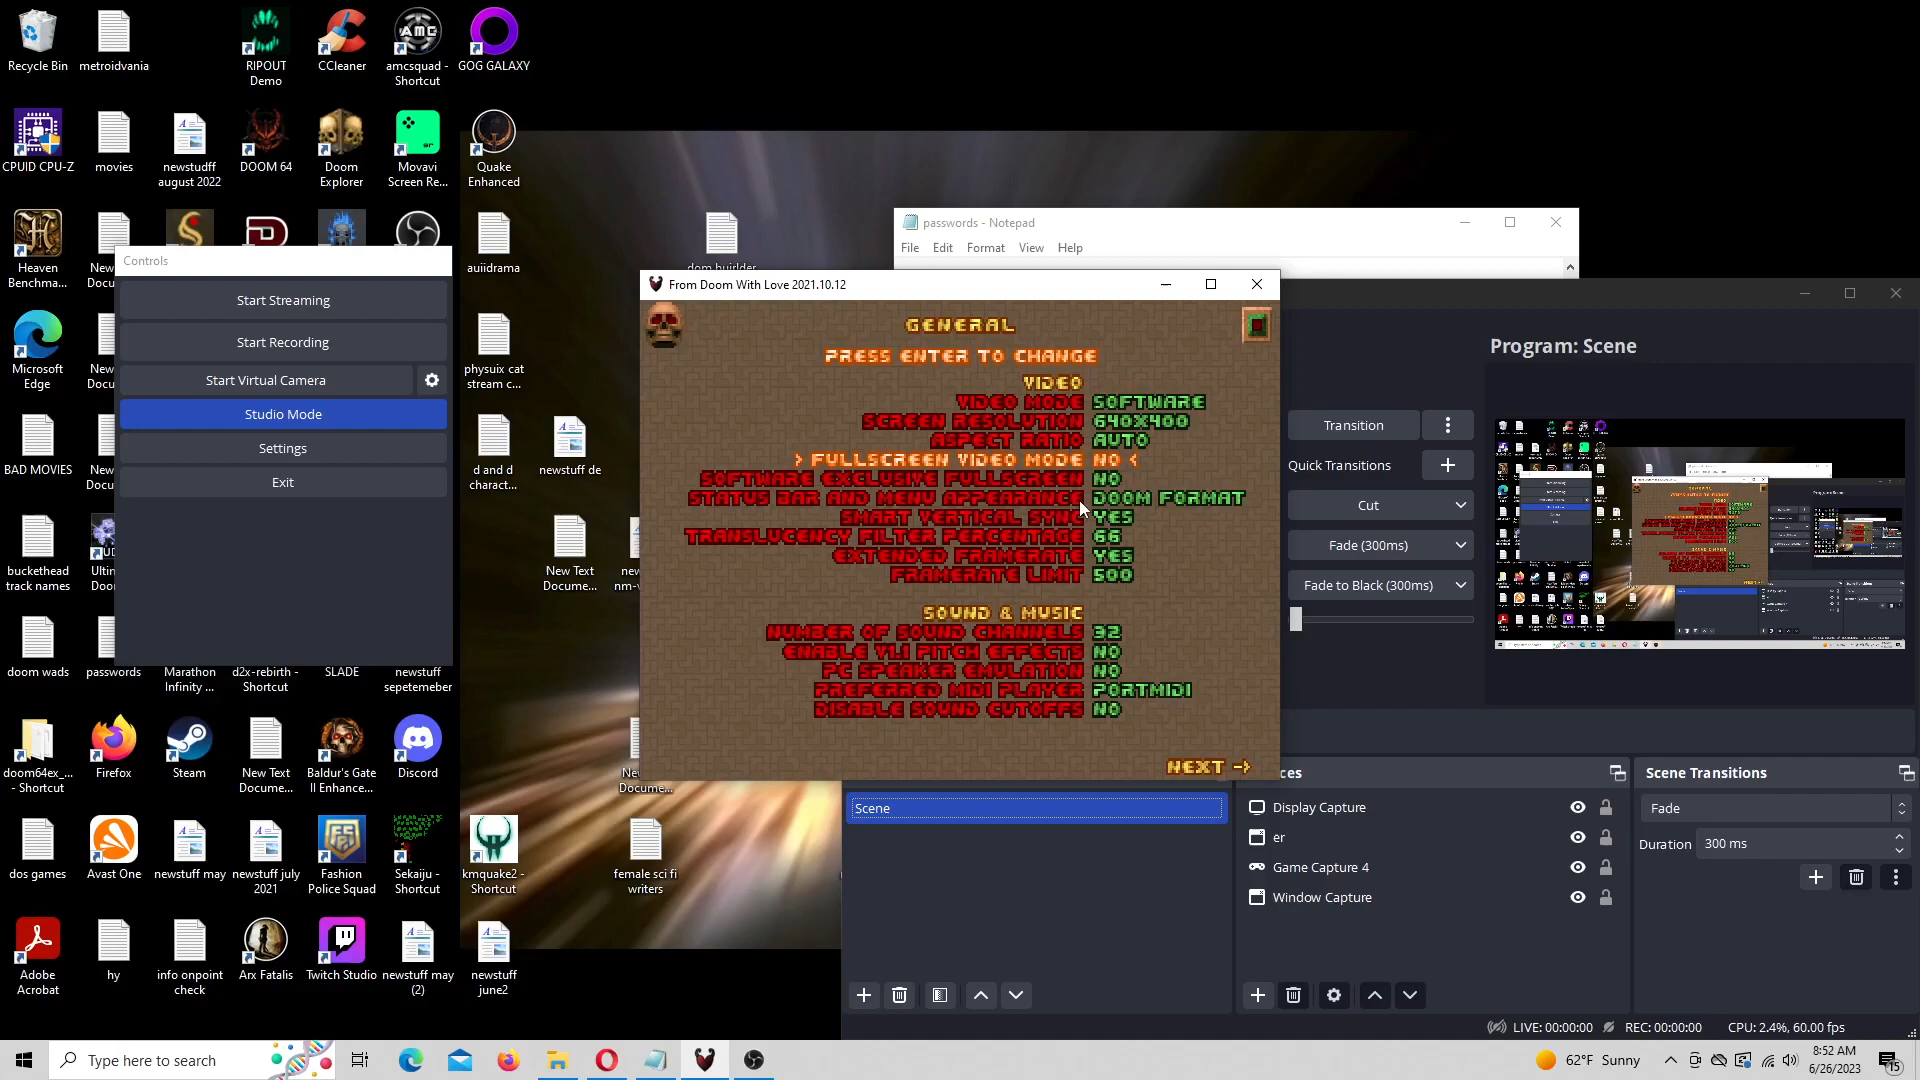 Recycle Bin
metroidvania
RIPOUT
Demo
CCleaner
amcsquad -
Shortcut
GOG GALAXY
CPUID CPU-Z
movies
newstudff
august 2022
DOOM 64
Doom
Explorer
Movavi
Screen Re...
Quake
Enhanced
Heaven
Benchma...
auiidrama
Controls
Start Streaming
Start Recording
Start Virtual Camera
Studio Mode
Settings
Exit
Microsoft
Edge
physuix cat
stream c...
BAD MOVIES
d and d
charact...
newstuff de
buckethead
track names
New Text
Docume...
doom wads
passwords
Marathon
Infinity ...
d2x-rebirth -
Shortcut
SLADE
newstuff
sepetemeber
doom64ex_...
- Shortcut
Firefox
Steam
New Text
Docume...
Baldur's Gate
II Enhance...
Discord
dos games
Avast One
newstuff may
newstuff july
2021
Fashion
Police Squad
Sekaiju -
Shortcut
kmquake2 -
Shortcut
female sci fi
writers
Adobe
Acrobat
hy
info onpoint
check
Arx Fatalis
Twitch Studio
newstuff may
(2)
newstuff
june2
passwords - Notepad
File Edit Format View Help
From Doom With Love 2021.10.12
GENERAL
PRESS ENTER TO CHANGE
VIDEO
VIDEO MODE SOFTWARE
SCREEN RESOLUTION 640X400
ASPECT RATIO AUTO
> FULLSCREEN VIDEO MODE NO <
SOFTWARE EXCLUSIVE FULLSCREEN NO
STATUS BAR AND MENU APPEARANCE DOOM FORMAT
SMART VERTICAL SYNC YES
TRANSLUCENCY FILTER PERCENTAGE 66
EXTENDED FRAMERATE YES
FRAMERATE LIMIT 500
SOUND & MUSIC
NUMBER OF SOUND CHANNELS 32
ENABLE V1.1 PITCH EFFECTS NO
PC SPEAKER EMULATION NO
PREFERRED MIDI PLAYER PORTMIDI
DISABLE SOUND CUTOFFS NO
NEXT ->
Program: Scene
Transition
Quick Transitions
Cut
Fade (300ms)
Fade to Black (300ms)
Scene
Display Capture
er
Game Capture 4
Window Capture
Scene Transitions
Fade
Duration 300 ms
LIVE: 00:00:00 REC: 00:00:00 CPU: 2.4%, 60.00 fps
Type here to search
62°F Sunny
8:52 AM
6/26/2023
15